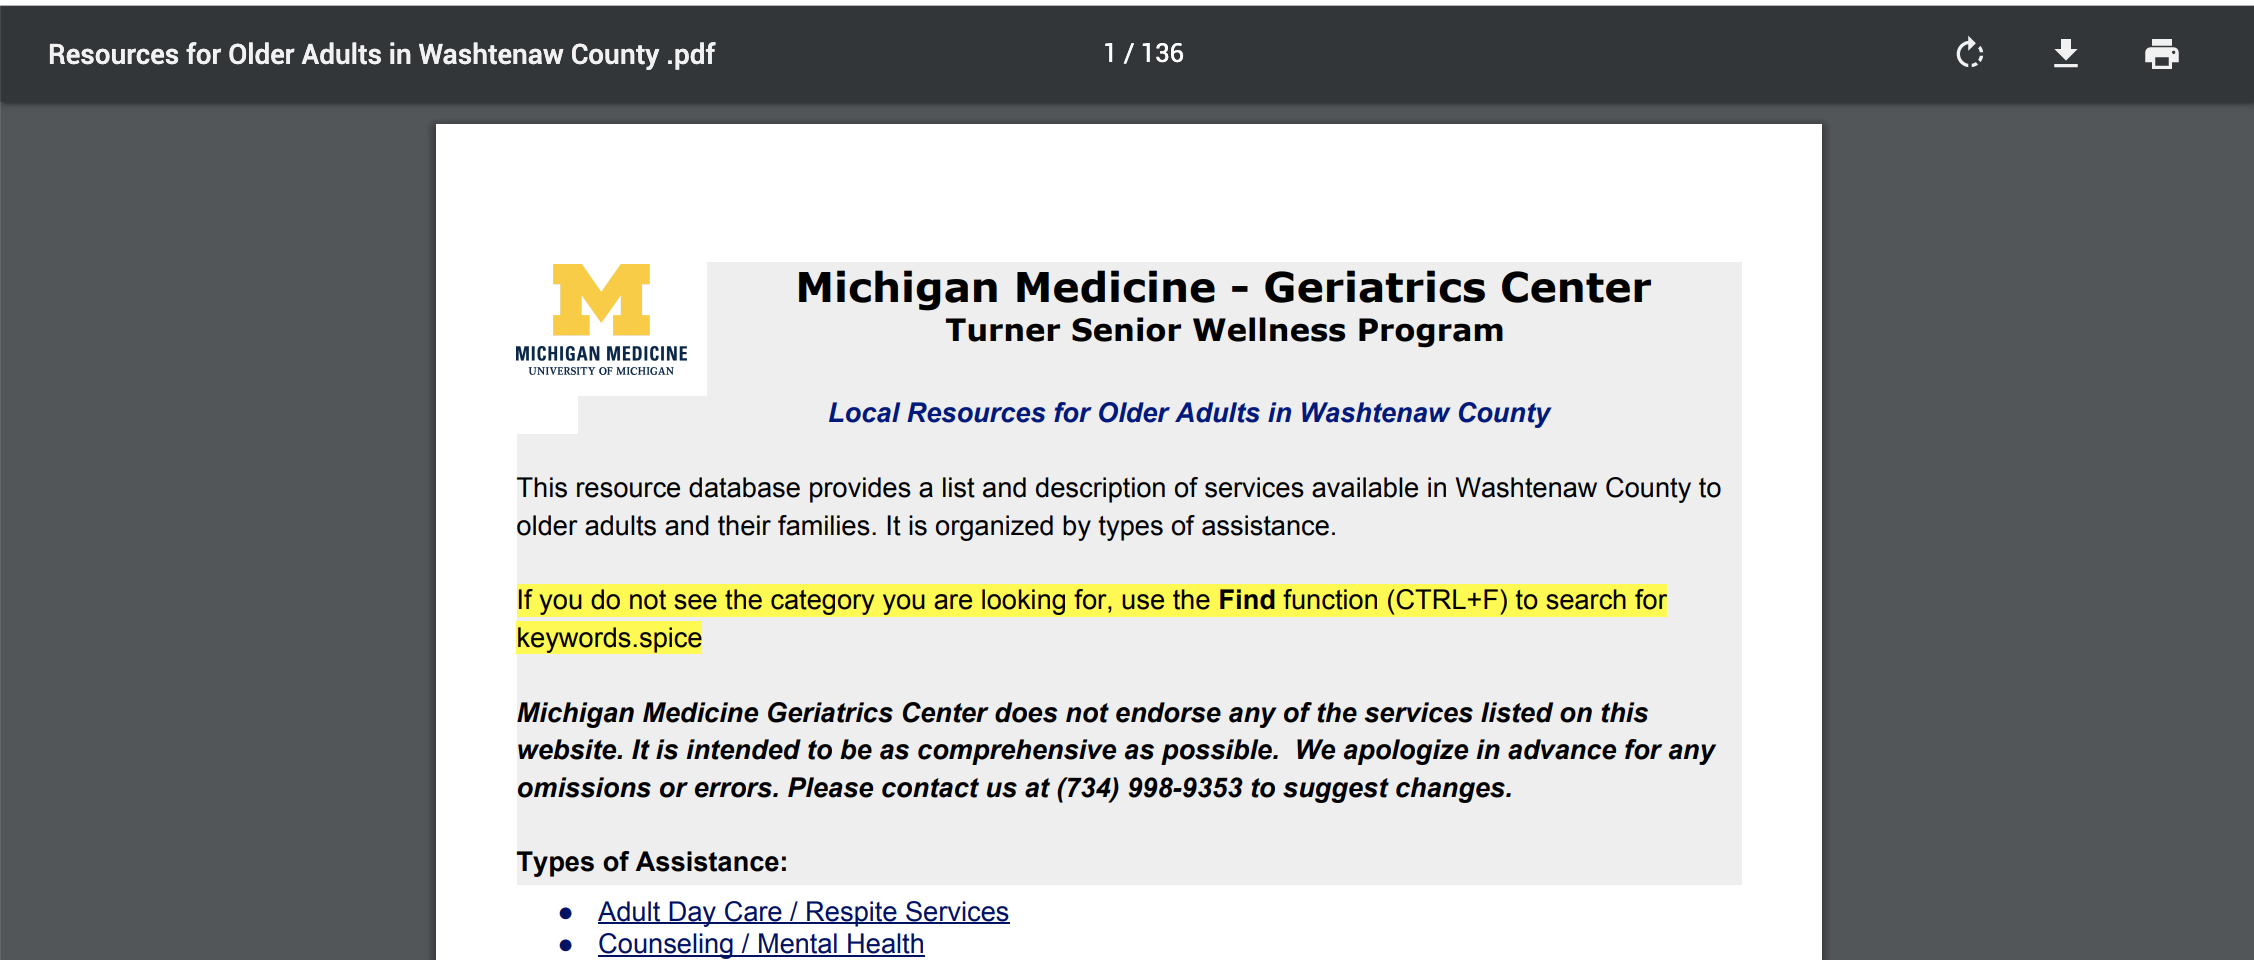 Resources for Older Adults in Washtenaw County .pdf
1 / 136
Michigan Medicine - Geriatrics Center
Turner Senior Wellness Program
MICHIGAN MEDICINE
UNIVERSITY OF MICHIGAN
Local Resources for Older Adults in Washtenaw County
This resource database provides a list and description of services available in Washtenaw County to
older adults and their families. It is organized by types of assistance.
If you do not see the category you are looking for, use the Find function (CTRL+F) to search for
keywords.spice
Michigan Medicine Geriatrics Center does not endorse any of the services listed on this
website. It is intended to be as comprehensive as possible.  We apologize in advance for any
omissions or errors. Please contact us at (734) 998-9353 to suggest changes.
Types of Assistance:
● Adult Day Care / Respite Services
● Counseling / Mental Health